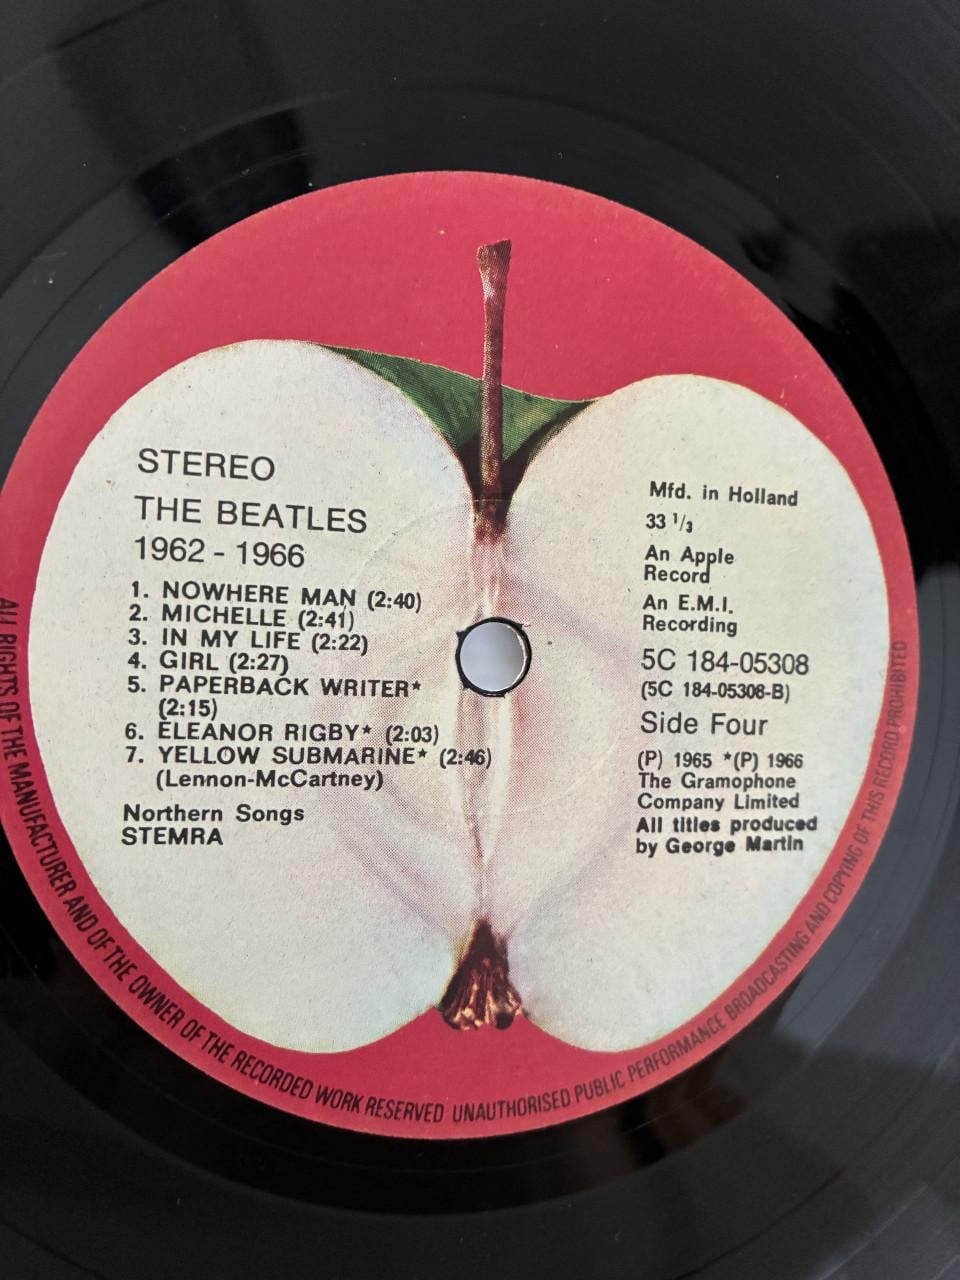 STEREO
THE BEATLES
1962 - 1966
1. NOWHERE MAN (2:40)
2. MICHELLE (2:41)
3. IN MY LIFE (2:22)
4. GIRL (2:27)
5. PAPERBACK WRITER*
(2:15)
6. ELEANOR RIGBY* (2:03)
7. YELLOW SUBMARINE* (2:46)
(Lennon-McCartney)
Northern Songs
STEMRA
Mfd. in Holland
33 1/3
An Apple
Record
An E.M.I.
Recording
5C 184-05308
(5C 184-05308-B)
Side Four
(P) 1965 *(P) 1966
The Gramophone
Company Limited
All titles produced
by George Martin
ALL RIGHTS OF THE MANUFACTURER AND OF THE OWNER OF THE RECORDED WORK RESERVED UNAUTHORISED PUBLIC PERFORMANCE BROADCASTING AND COPYING OF THIS RECORD PROHIBITED